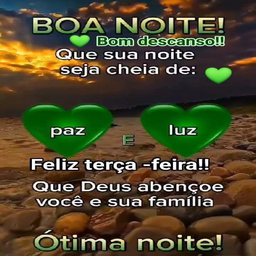 BOA NOITE!
Bom descanso!!
Que sua noite
seja cheia de:
paz
luz
E
Feliz terça -feira!!
Que Deus abençoe
você e sua família
Ótima noite!